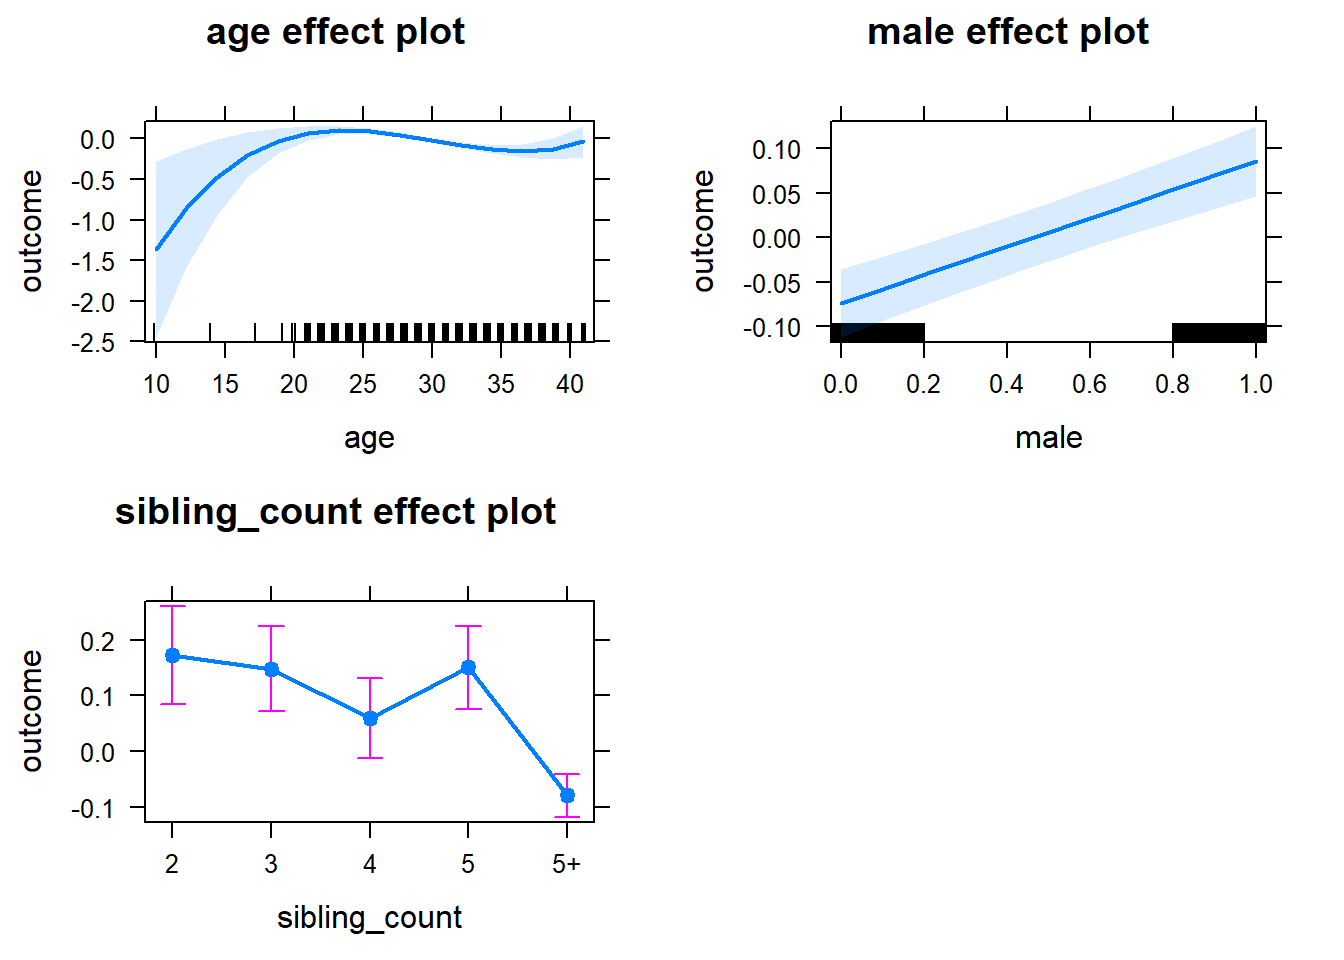 age effect plot
outcome
0.0
-0.5
-1.0
-1.5
-2.0
-2.5
10 15 20 25 30 35 40
age
male effect plot
outcome
0.10
0.05
0.00
-0.05
-0.10
0.0 0.2 0.4 0.6 0.8 1.0
male
sibling_count effect plot
outcome
0.2
0.1
0.0
-0.1
2 3 4 5 5+
sibling_count